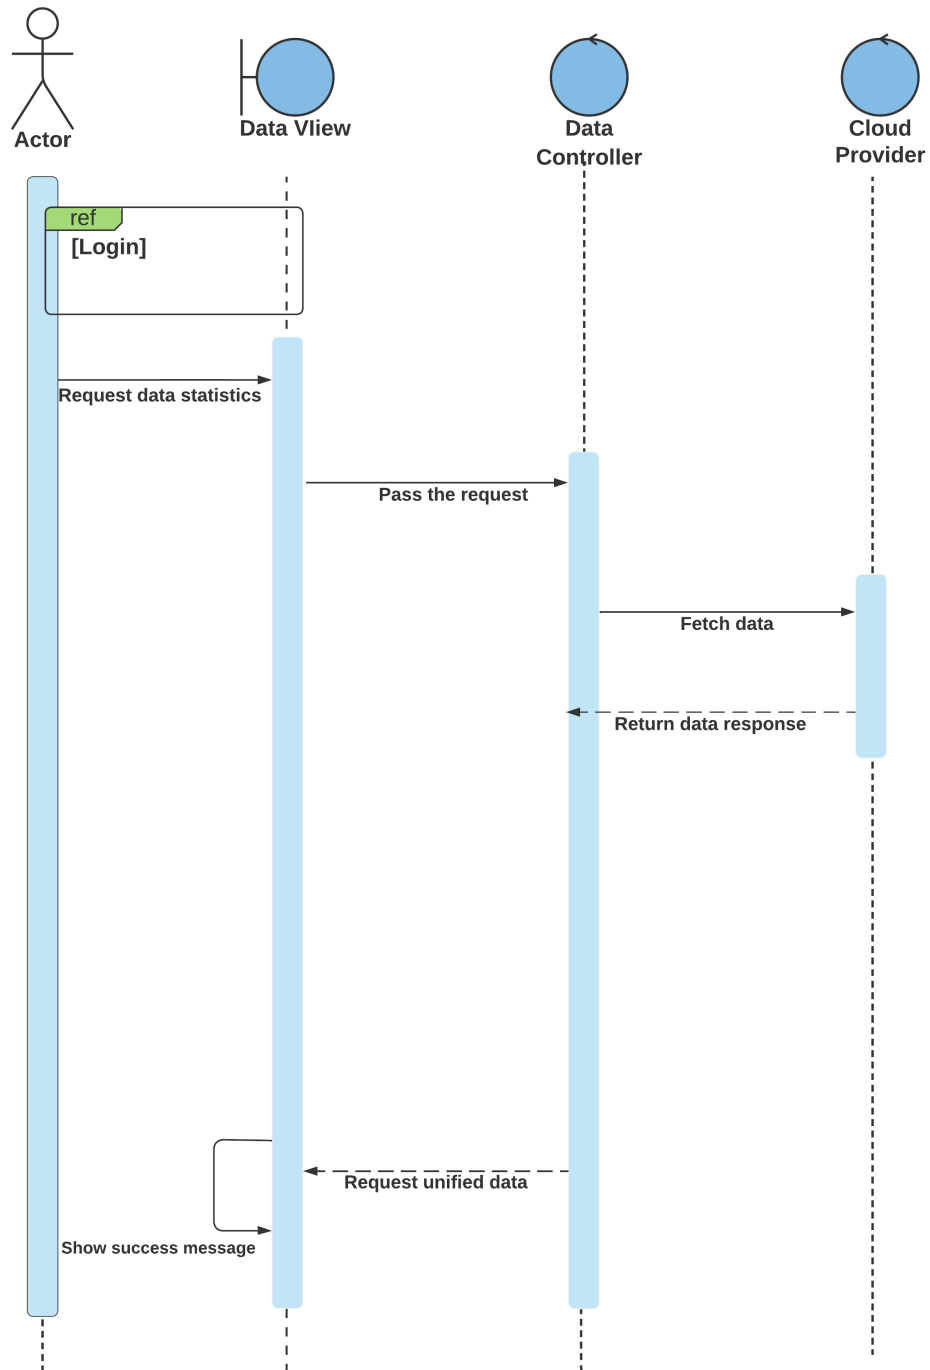 Actor
Data VIiew
Data
Controller
Cloud
Provider
ref
[Login]
Request data statistics
Pass the request
Fetch data
Return data response
Request unified data
Show success message